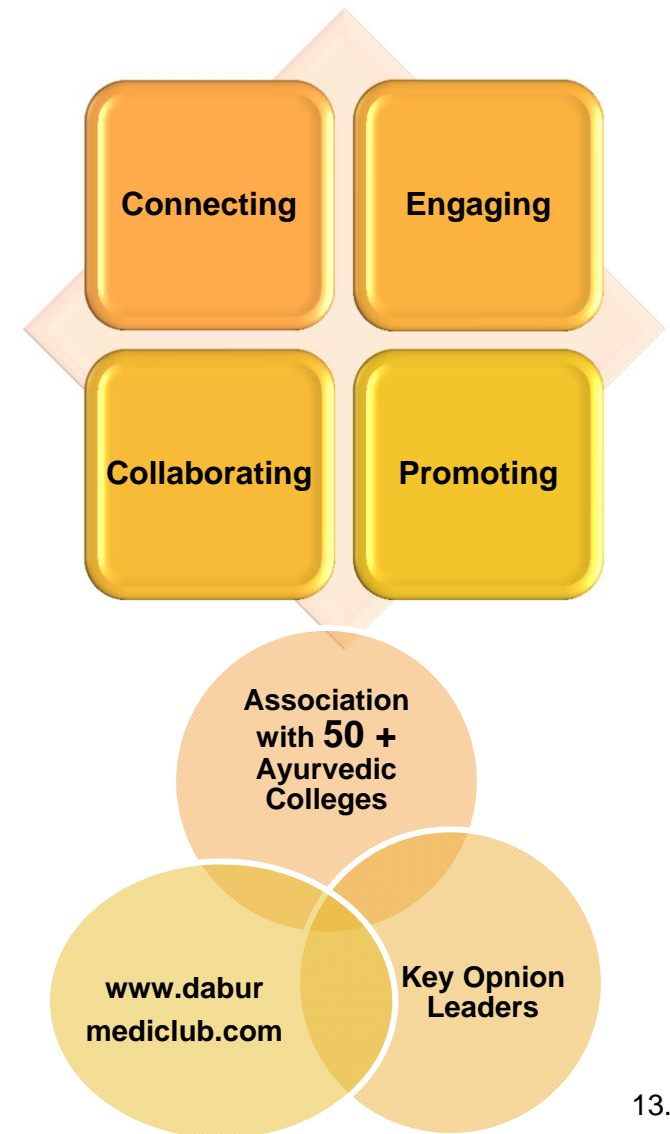 Connecting
Engaging
Collaborating
Promoting
Association
with 50 +
Ayurvedic
Colleges
www.dabur
mediclub.com
Key Opnion
Leaders
13.